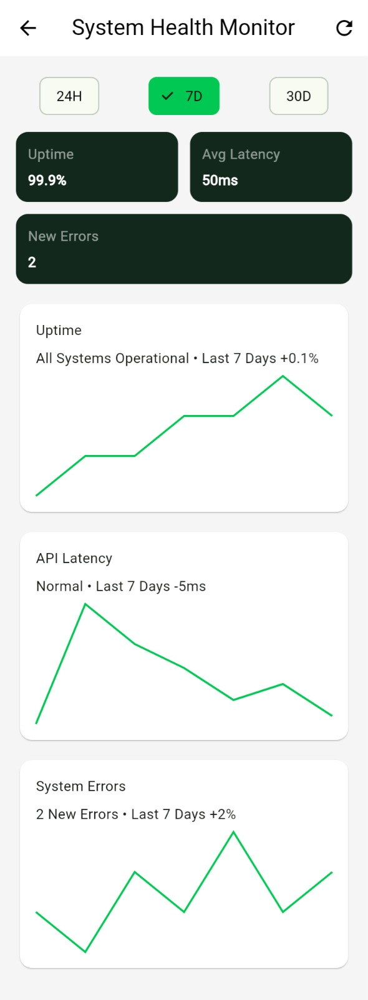 System Health Monitor
24H
7D
30D
Uptime
99.9%
Avg Latency
50ms
New Errors
2
Uptime
All Systems Operational • Last 7 Days +0.1%
API Latency
Normal • Last 7 Days -5ms
System Errors
2 New Errors • Last 7 Days +2%